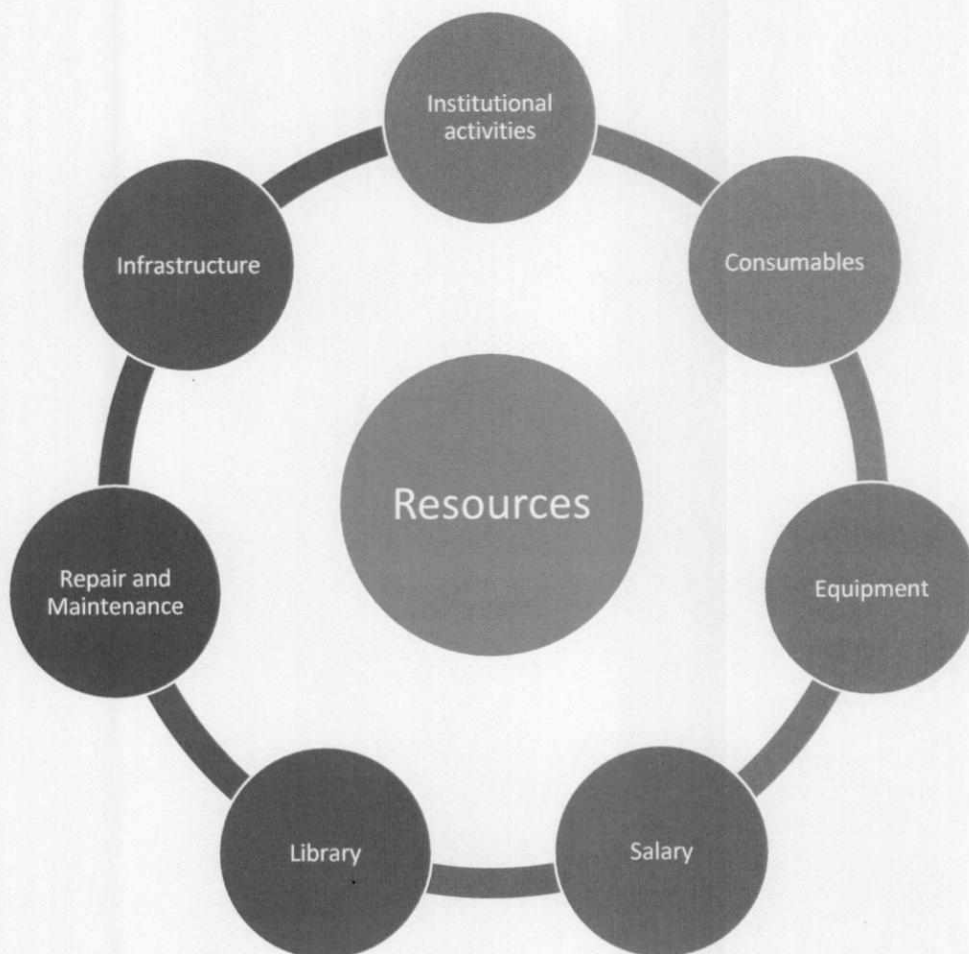 Institutional
activities
Consumables
Equipment
Salary
Library
Repair and
Maintenance
Infrastructure
Resources